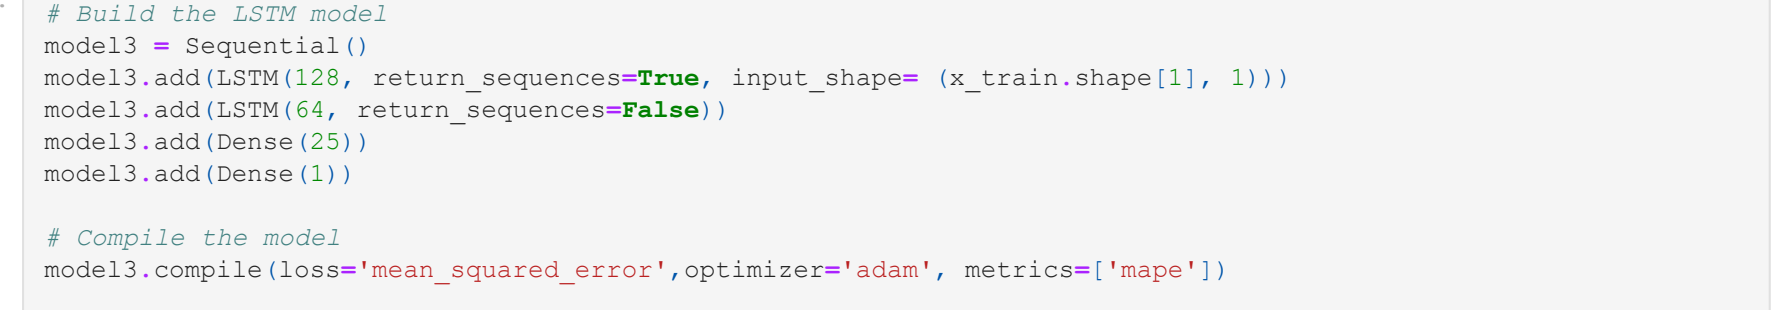 # Build the LSTM model
model3 = Sequential()
model3.add(LSTM(128, return_sequences=True, input_shape= (x_train.shape[1], 1)))
model3.add(LSTM(64, return_sequences=False))
model3.add(Dense(25))
model3.add(Dense(1))
# Compile the model
model3.compile(loss='mean_squared_error',optimizer='adam', metrics=['mape'])